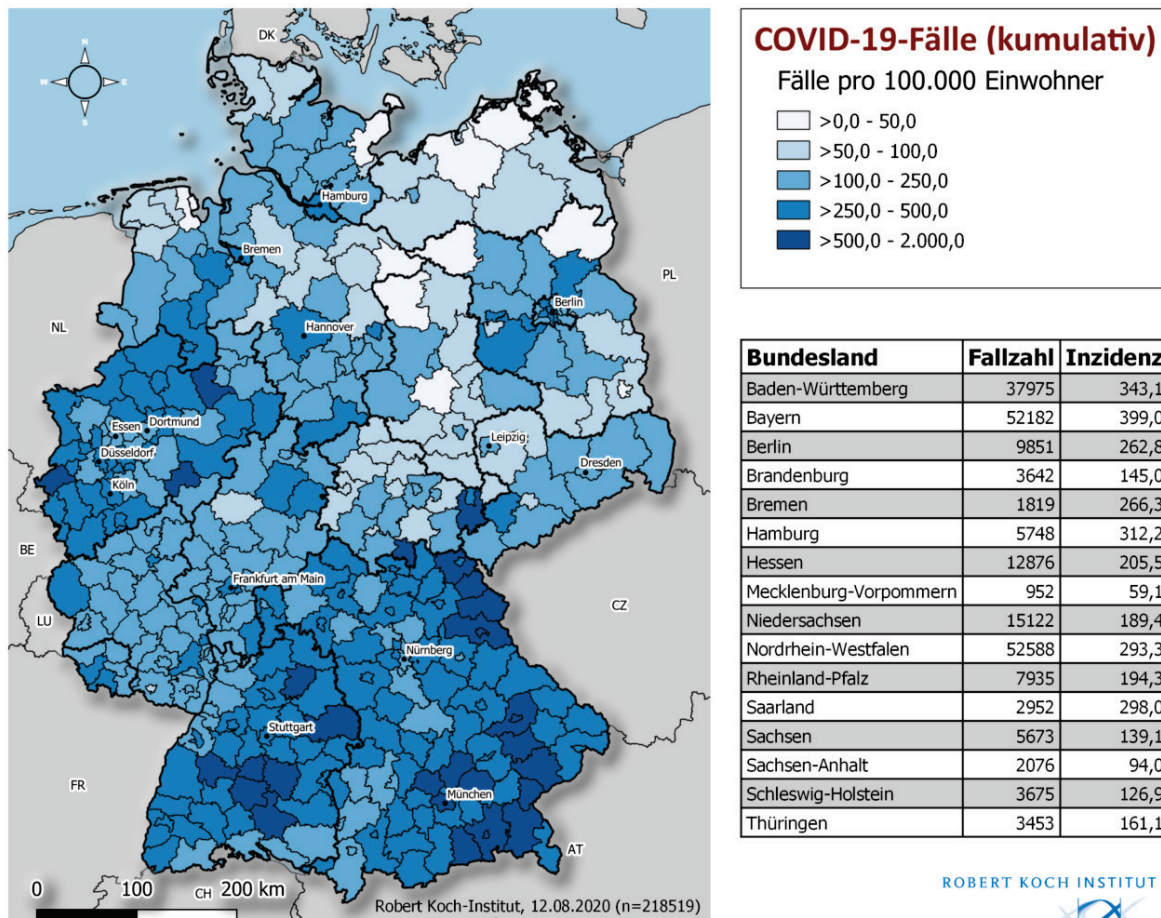 N
W E
S
DK
PL
NL
BE
LU
FR
CH
AT
CZ
Hamburg
Bremen
Berlin
Hannover
Essen
Dortmund
Düsseldorf
Köln
Leipzig
Dresden
Frankfurt am Main
Nürnberg
Stuttgart
München
0 100 200 km
Robert Koch-Institut, 12.08.2020 (n=218519)
COVID-19-Fälle (kumulativ)
Fälle pro 100.000 Einwohner
>0,0 - 50,0
>50,0 - 100,0
>100,0 - 250,0
>250,0 - 500,0
>500,0 - 2.000,0
Bundesland Fallzahl Inzidenz
Baden-Württemberg 37975 343,1
Bayern 52182 399,0
Berlin 9851 262,8
Brandenburg 3642 145,0
Bremen 1819 266,3
Hamburg 5748 312,2
Hessen 12876 205,5
Mecklenburg-Vorpommern 952 59,1
Niedersachsen 15122 189,4
Nordrhein-Westfalen 52588 293,3
Rheinland-Pfalz 7935 194,3
Saarland 2952 298,0
Sachsen 5673 139,1
Sachsen-Anhalt 2076 94,0
Schleswig-Holstein 3675 126,9
Thüringen 3453 161,1
ROBERT KOCH INSTITUT